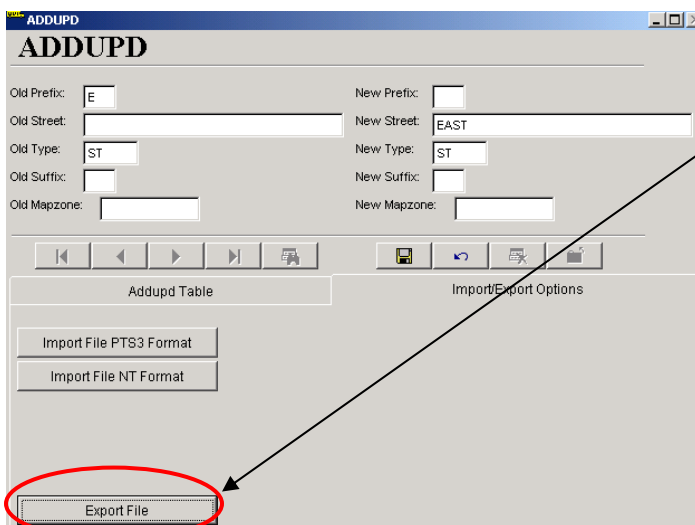 ADDUPD
ADDUPD
Old Prefix: E New Prefix:
Old Street: New Street: EAST
Old Type: ST New Type: ST
Old Suffix: New Suffix:
Old Mapzone: New Mapzone:
Addupd Table Import/Export Options
Import File PTS3 Format
Import File NT Format
Export File